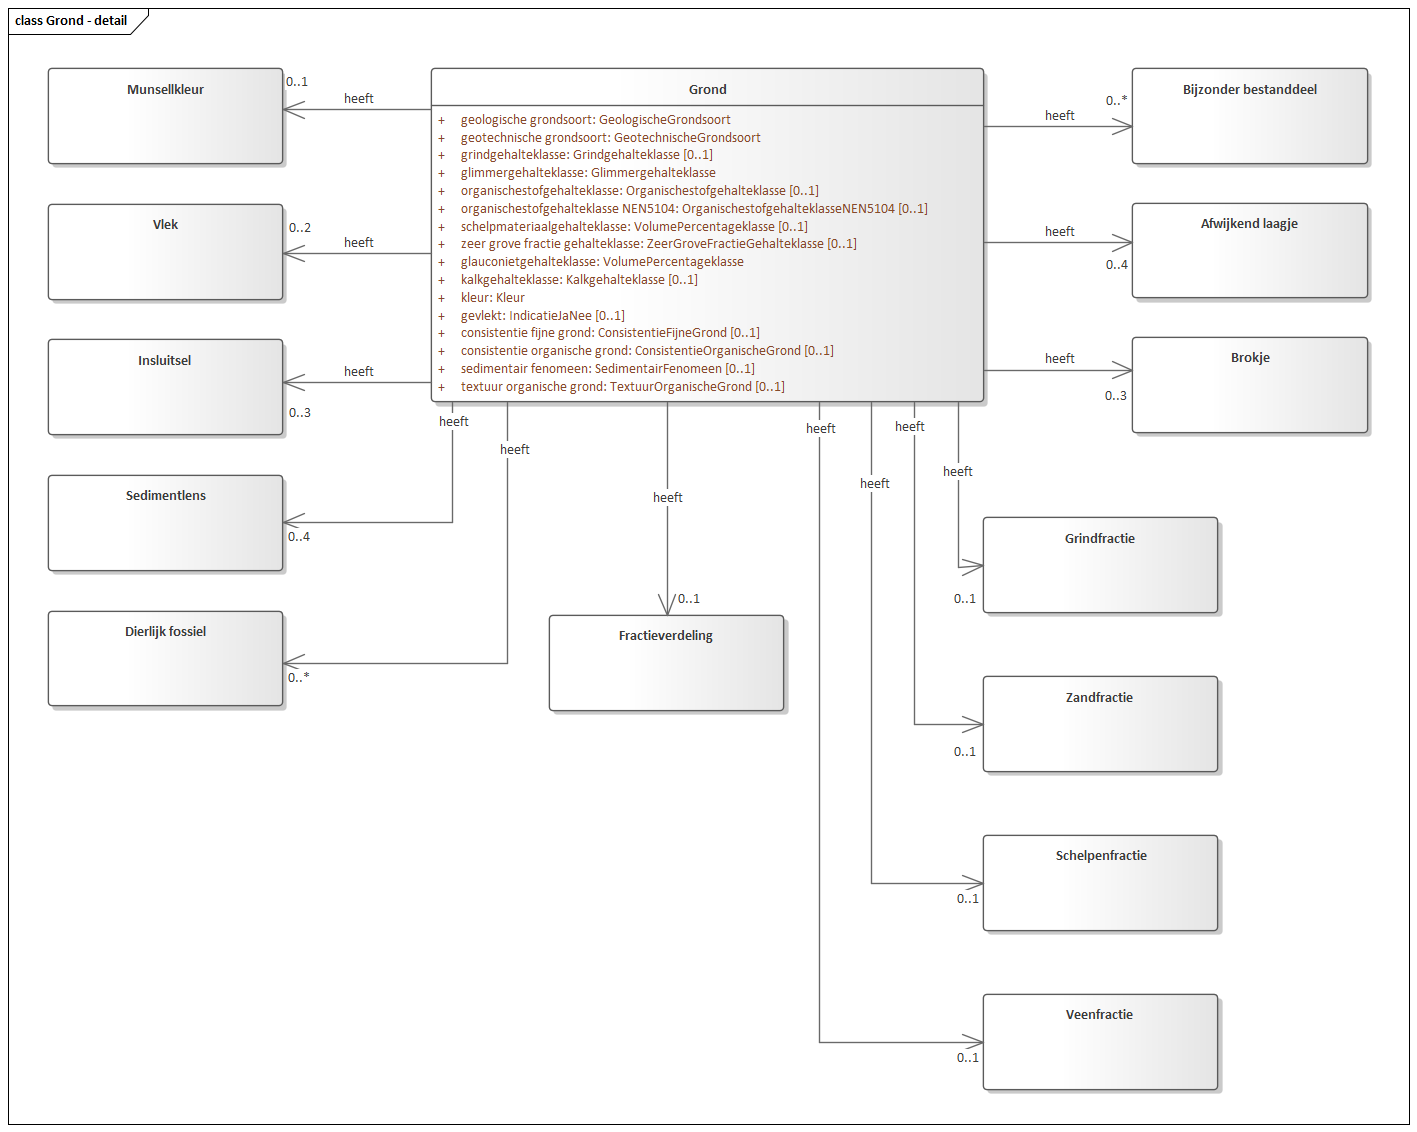 class Grond - detail
Munsellkleur
0..1
heeft
Grond
+ geologische grondsoort: GeologischeGrondsoort
+ geotechnische grondsoort: GeotechnischeGrondsoort
+ grindgehalteklasse: Grindgehalteklasse [0..1]
+ glimmergehalteklasse: Glimmergehalteklasse
+ organischestofgehalteklasse: Organischestofgehalteklasse [0..1]
+ organischestofgehalteklasse NEN5104: OrganischestofgehalteklasseNEN5104 [0..1]
+ schelpmateriaalgehalteklasse: VolumePercentageklasse [0..1]
+ zeer grove fractie gehalteklasse: ZeerGroveFractieGehalteklasse [0..1]
+ glauconietgehalteklasse: VolumePercentageklasse
+ kalkgehalteklasse: Kalkgehalteklasse [0..1]
+ kleur: Kleur
+ gevlekt: IndicatieJaNee [0..1]
+ consistentie fijne grond: ConsistentieFijneGrond [0..1]
+ consistentie organische grond: ConsistentieOrganischeGrond [0..1]
+ sedimentair fenomeen: SedimentairFenomeen [0..1]
+ textuur organische grond: TextuurOrganischeGrond [0..1]
heeft
0..*
Bijzonder bestanddeel
Vlek
0..2
heeft
heeft
0..4
Afwijkend laagje
Insluitsel
0..3
heeft
heeft
0..3
Brokje
Sedimentlens
0..4
heeft
Dierlijk fossiel
0..*
heeft
heeft
0..1
Fractieverdeling
heeft
heeft
heeft
heeft
Grindfractie
0..1
Zandfractie
0..1
Schelpenfractie
0..1
Veenfractie
0..1